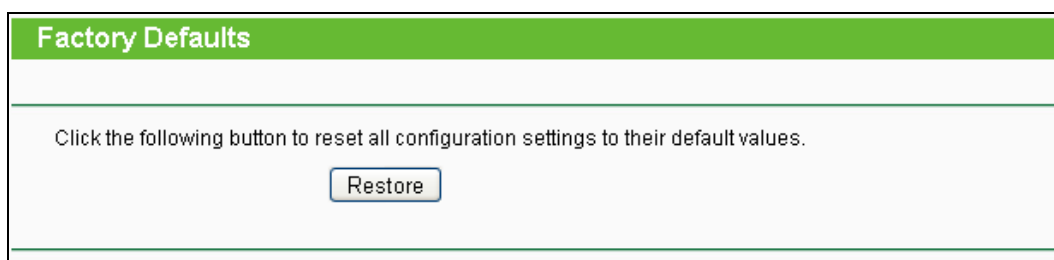 Factory Defaults
Click the following button to reset all configuration settings to their default values.
Restore